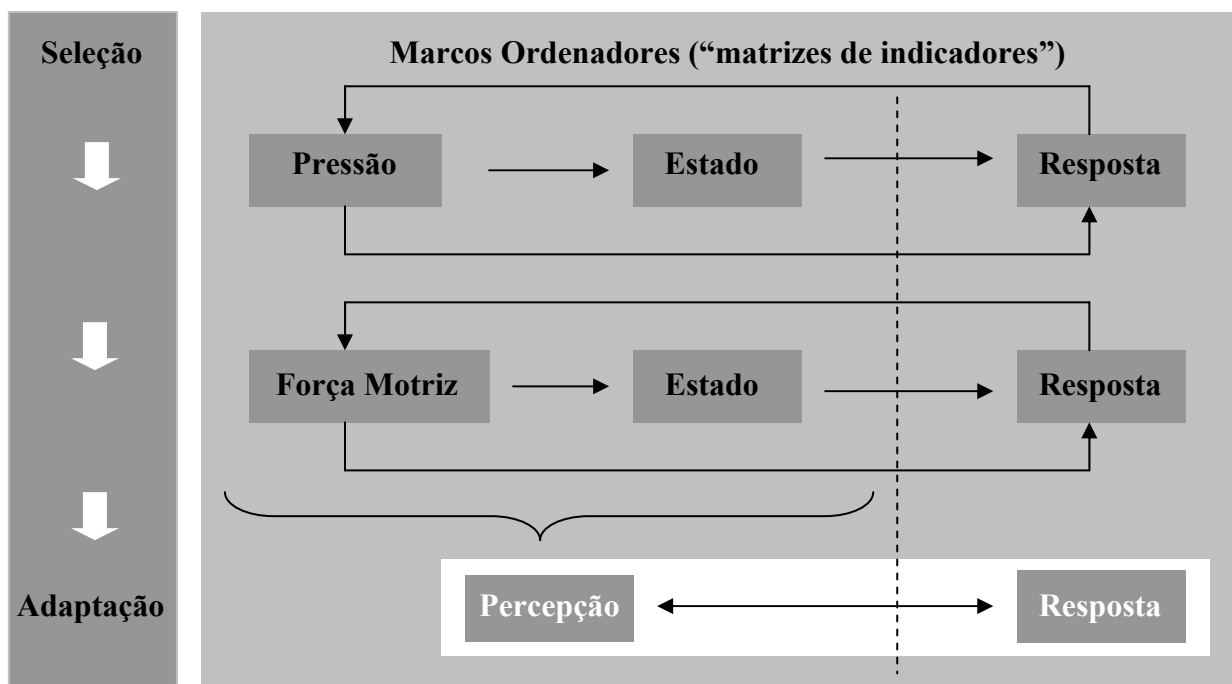 Seleção
Marcos Ordenadores (“matrizes de indicadores”)
Pressão
Estado
Resposta
Força Motriz
Estado
Resposta
Adaptação
Percepção
Resposta